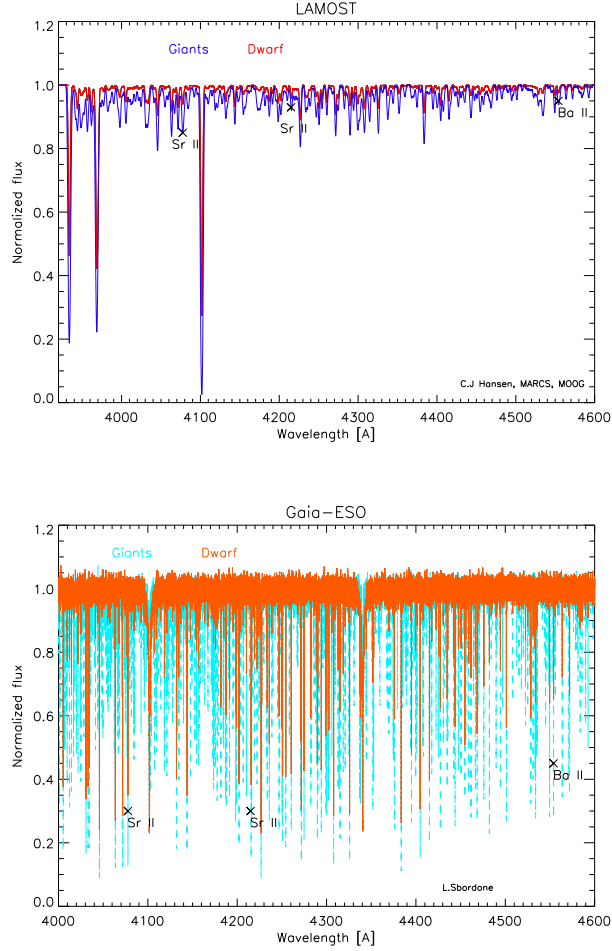 LAMOST
1.2
Giants Dwarf
1.0
0.8
0.6
0.4
0.2
0.0
Normalized flux
Sr II
Sr II
Ba II
C.J Hansen, MARCS, MOOG
4000 4100 4200 4300 4400 4500 4600
Wavelength [A]
Gaia-ESO
1.2
Giants Dwarf
1.0
0.8
0.6
0.4
0.2
0.0
Normalized flux
Ba II
Sr II
Sr II
L.Sbordone
4000 4100 4200 4300 4400 4500 4600
Wavelength [A]